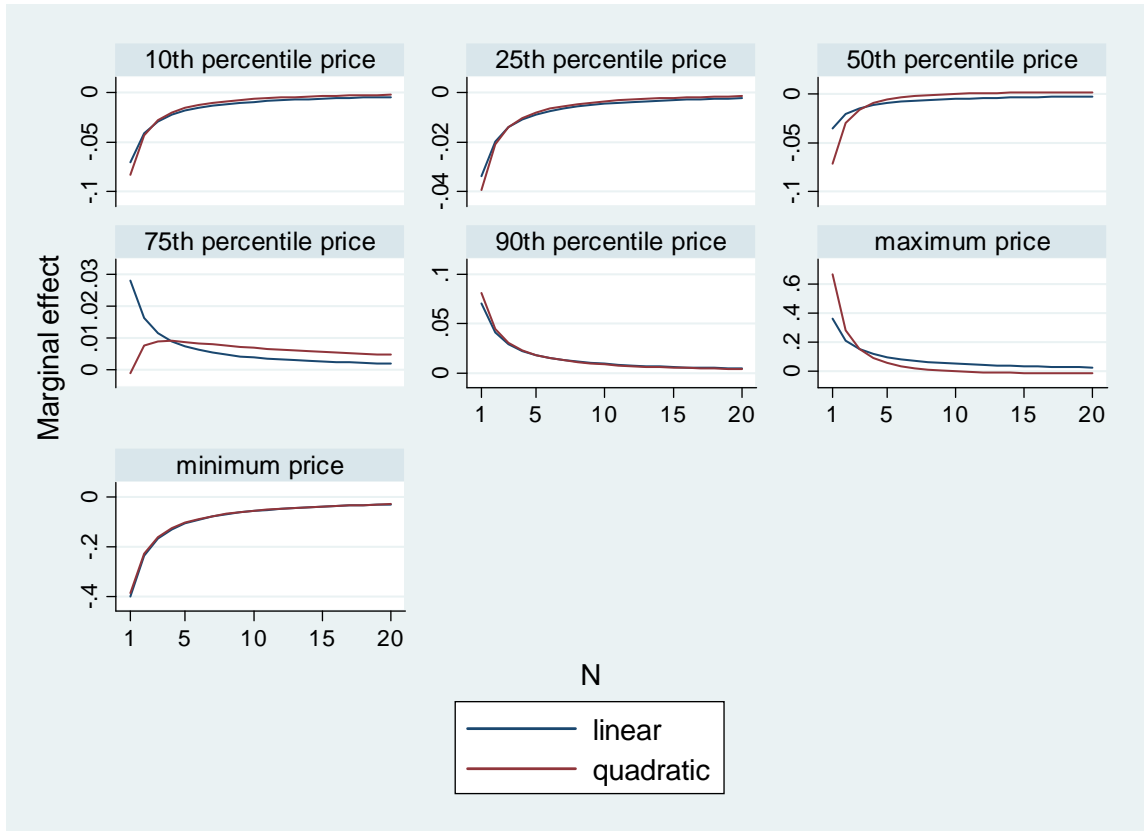 10th percentile price
25th percentile price
50th percentile price
0
-.05
-.1
0
-.02
-.04
0
-.05
-.1
75th percentile price
90th percentile price
maximum price
.03
.02
.01
0
.1
.05
0
.6
.4
.2
0
1 5 10 15 20
1 5 10 15 20
minimum price
0
-.2
-.4
1 5 10 15 20
Marginal effect
N
linear
quadratic